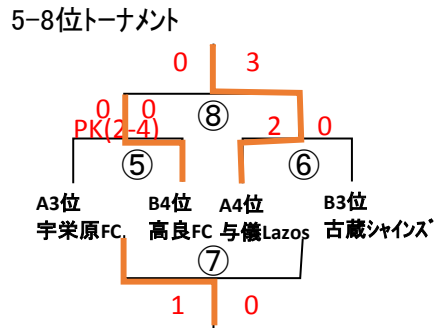 5-8位トーナメント
0 3
⑧
0 0
PK(2-4)
2 0
⑤
⑥
A3位 B4位 A4位 B3位
宇栄原FC 高良FC 与儀Lazos 古蔵シャインズ
⑦
1 0